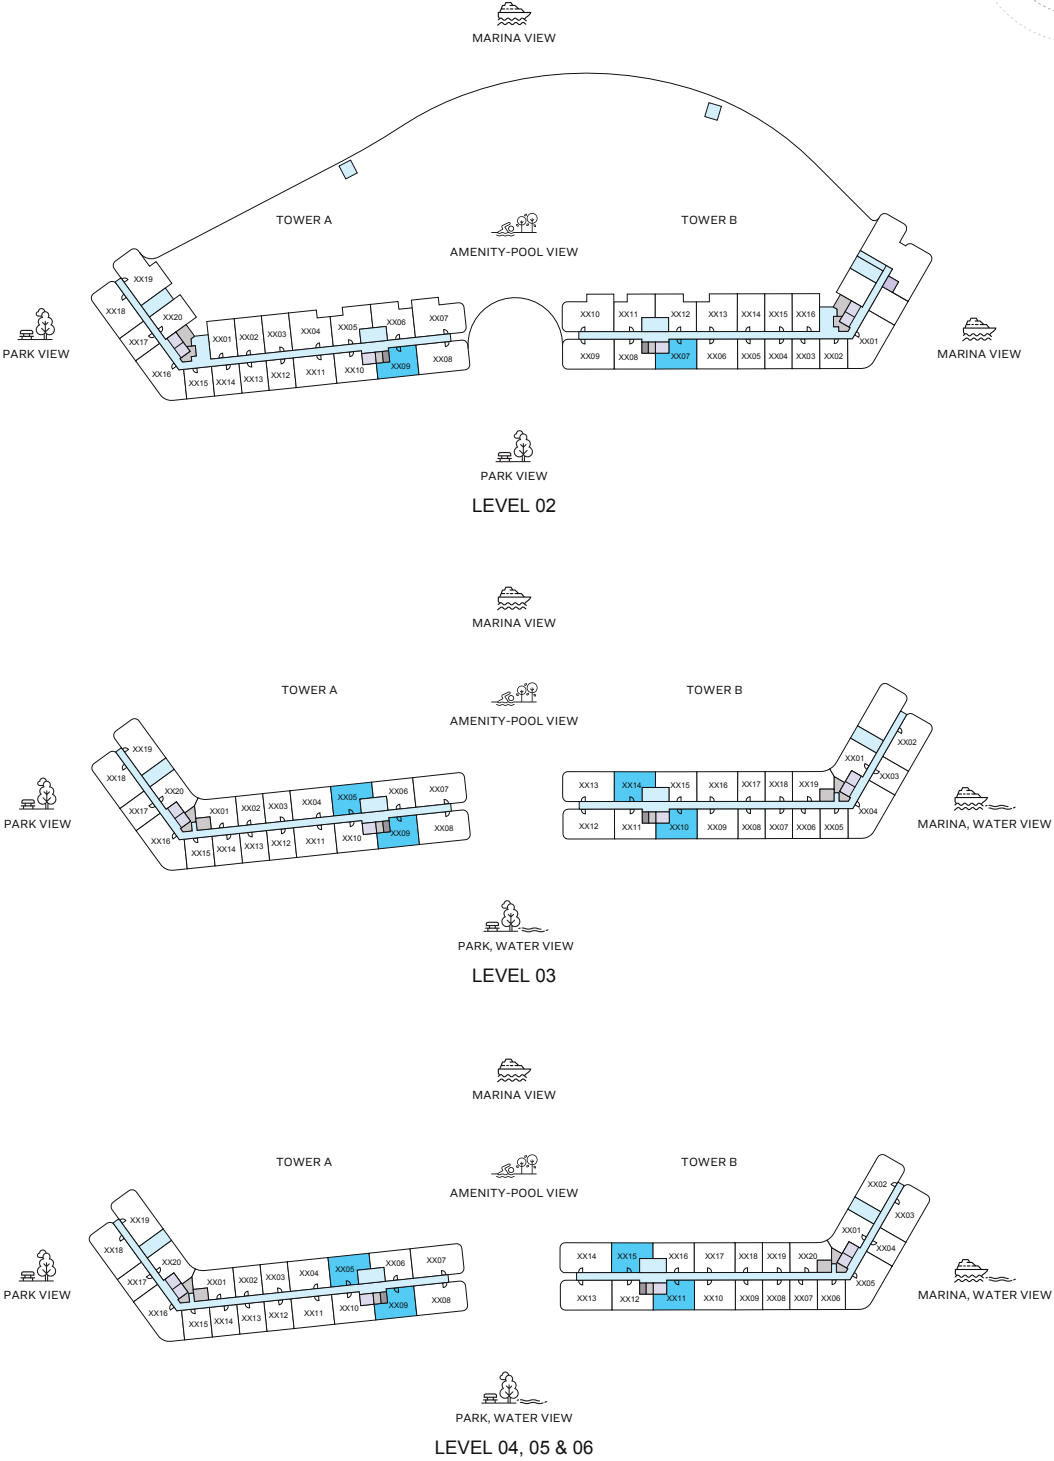 MARINA VIEW
TOWER A
TOWER B
AMENITY-POOL VIEW
XX19
XX18
XX20
XX17
XX16
XX01
XX02
XX03
XX04
XX05
XX06
XX07
XX15
XX14
XX13
XX12
XX11
XX10
XX09
XX08
XX10
XX11
XX12
XX13
XX14
XX15
XX16
XX01
XX09
XX08
XX07
XX06
XX05
XX04
XX03
XX02
PARK VIEW
MARINA VIEW
PARK VIEW
LEVEL 02
MARINA VIEW
TOWER A
TOWER B
AMENITY-POOL VIEW
XX19
XX18
XX20
XX17
XX16
XX01
XX02
XX03
XX04
XX05
XX06
XX07
XX15
XX14
XX13
XX12
XX11
XX10
XX09
XX08
XX02
XX01
XX03
XX04
XX13
XX14
XX15
XX16
XX17
XX18
XX19
XX12
XX11
XX10
XX09
XX08
XX07
XX06
XX05
PARK VIEW
MARINA, WATER VIEW
PARK, WATER VIEW
LEVEL 03
MARINA VIEW
TOWER A
TOWER B
AMENITY-POOL VIEW
XX19
XX18
XX20
XX17
XX16
XX01
XX02
XX03
XX04
XX05
XX06
XX07
XX15
XX14
XX13
XX12
XX11
XX10
XX09
XX08
XX02
XX03
XX01
XX04
XX05
XX14
XX15
XX16
XX17
XX18
XX19
XX20
XX13
XX12
XX11
XX10
XX09
XX08
XX07
XX06
PARK VIEW
MARINA, WATER VIEW
PARK, WATER VIEW
LEVEL 04, 05 & 06